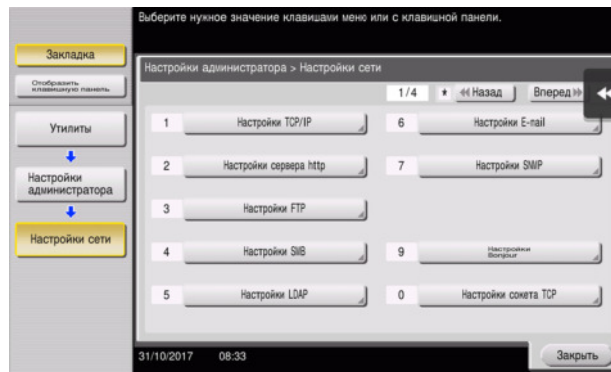 Выберите нужное значение клавишами меню или с клавишной панели.
Закладка
Отобразить
клавишную панель
Утилиты
Настройки
администратора
Настройки сети
Настройки администратора > Настройки сети
1/4 * Назад Вперед
1 Настройки TCP/IP
6 Настройки E-mail
2 Настройки сервера http
7 Настройки SNMP
3 Настройки FTP
4 Настройки SMB
9 Настройки
Bonjour
5 Настройки LDAP
0 Настройки сокета TCP
31/10/2017 08:33
Закрыть